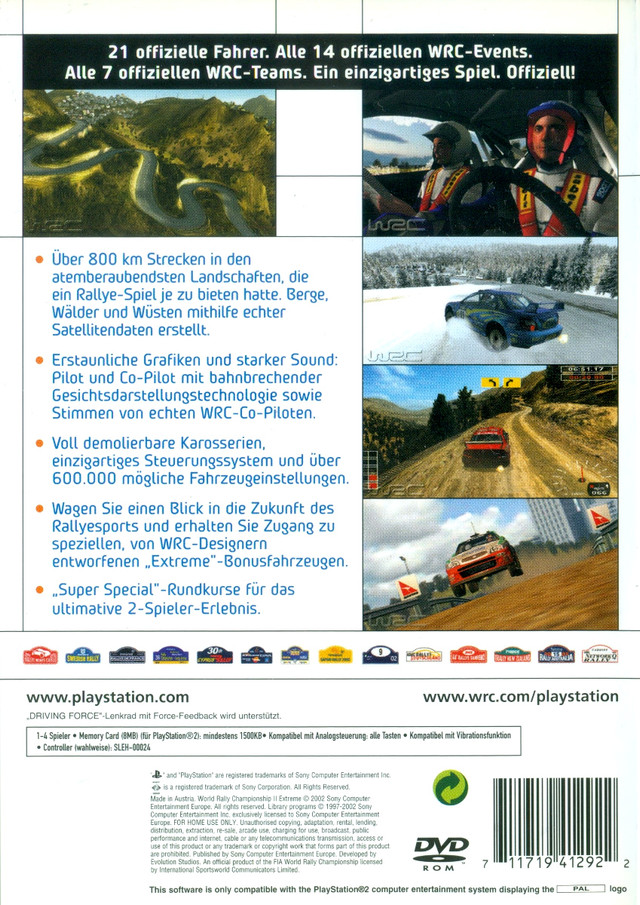 21 offizielle Fahrer. Alle 14 offiziellen WRC-Events.
Alle 7 offiziellen WRC-Teams. Ein einzigartiges Spiel. Offiziell!
WRC
WRC
• Über 800 km Strecken in den
atemberaubendsten Landschaften, die
ein Rallye-Spiel je zu bieten hatte. Berge,
Wälder und Wüsten mithilfe echter
Satellitendaten erstellt.
WRC
• Erstaunliche Grafiken und starker Sound:
Pilot und Co-Pilot mit bahnbrechender
Gesichtsdarstellungstechnologie sowie
Stimmen von echten WRC-Co-Piloten.
• Voll demolierbare Karosserien,
einzigartiges Steuerungssystem und über
600.000 mögliche Fahrzeugeinstellungen.
WRC
066
• Wagen Sie einen Blick in die Zukunft des
Rallyesports und erhalten Sie Zugang zu
speziellen, von WRC-Designern
entworfenen „Extreme"-Bonusfahrzeugen.
• „Super Special"-Rundkurse für das
ultimative 2-Spieler-Erlebnis.
WRC
www.playstation.com
www.wrc.com/playstation
„DRIVING FORCE"-Lenkrad mit Force-Feedback wird unterstützt.
1-4 Spieler • Memory Card (8MB) (für PlayStation®2): mindestens 1500KB• Kompatibel mit Analogsteuerung: alle Tasten • Kompatibel mit Vibrationsfunktion
• Controller (wahlweise): SLEH-00024
" " and "PlayStation" are registered trademarks of Sony Computer Entertainment Inc.
is a registered trademark of Sony Corporation. All Rights Reserved.
Made in Austria. World Rally Championship II Extreme © 2002 Sony Computer
Entertainment Europe. All rights reserved. Library programs © 1997-2002 Sony
Computer Entertainment Inc. exclusively licensed to Sony Computer Entertainment
Europe. FOR HOME USE ONLY. Unauthorised copying, adaptation, rental, lending,
distribution, extraction, re-sale, arcade use, charging for use, broadcast, public
performance and internet, cable or any telecommunications transmission, access or
use of this product or any trademark or copyright work that forms part of this product
are prohibited. Published by Sony Computer Entertainment Europe. Developed by
Evolution Studios. An official product of the FIA World Rally Championship licensed
by International Sportsworld Communicators Limited.
DVD
ROM
7 11719 41292 2
This software is only compatible with the PlayStation®2 computer entertainment system displaying the PAL logo